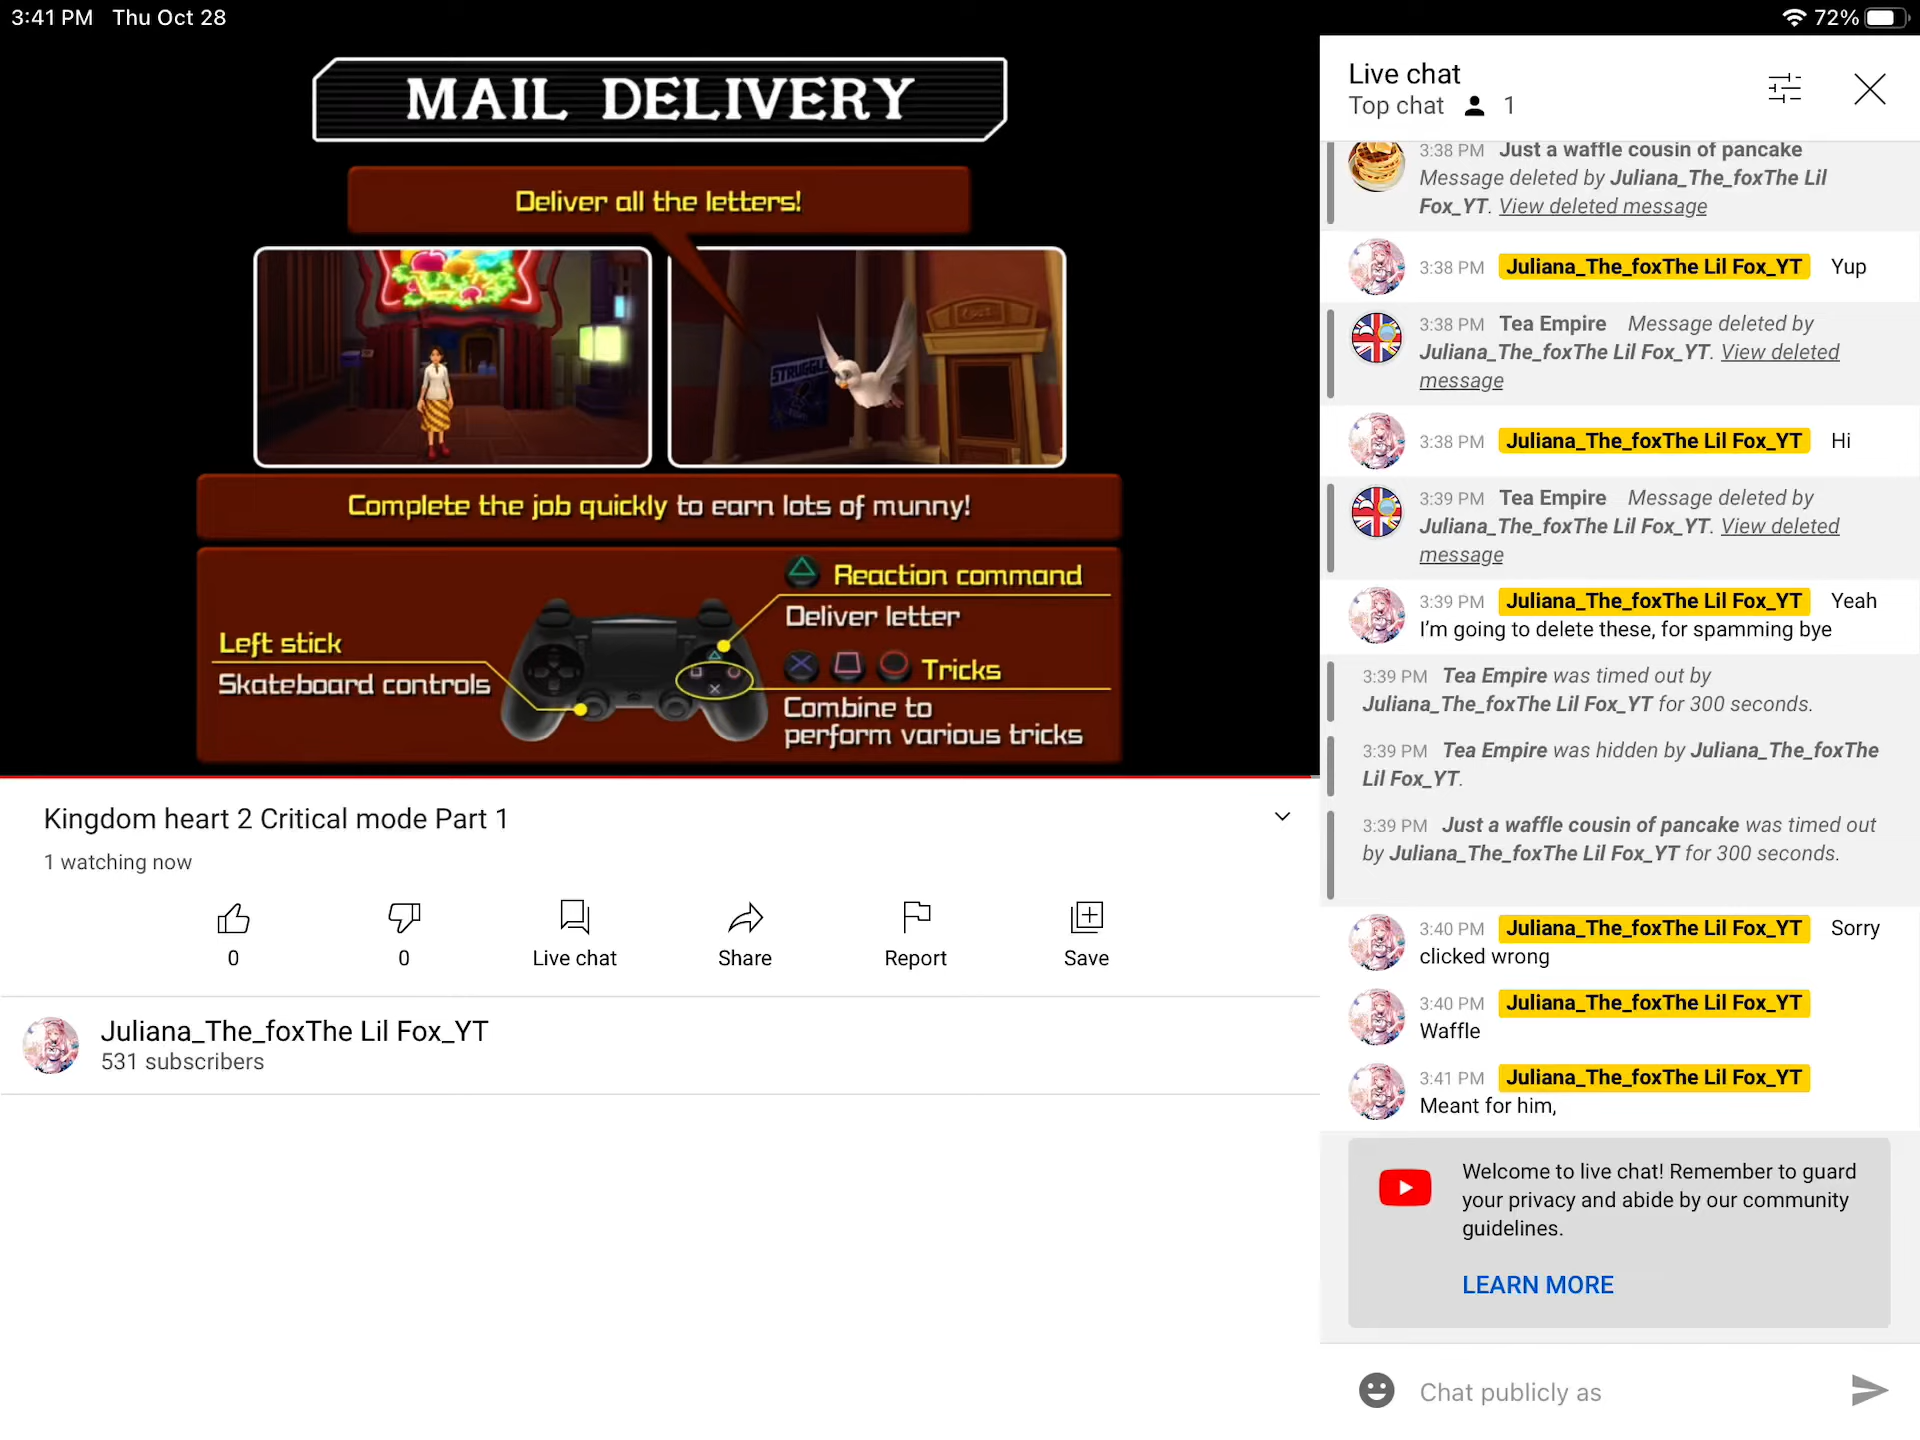 3:41 PM Thu Oct 28
72%
MAIL DELIVERY
Deliver all the letters!
STRUGGLE
Complete the job quickly to earn lots of munny!
Left stick
Skateboard controls
Reaction command
Deliver letter
Tricks
Combine to
perform various tricks
Kingdom heart 2 Critical mode Part 1
1 watching now
0
0
Live chat
Share
Report
Save
Juliana_The_foxThe Lil Fox_YT
531 subscribers
Live chat
Top chat 1
3:38 PM Just a waffle cousin of pancake
Message deleted by Juliana_The_foxThe Lil
Fox_YT. View deleted message
3:38 PM Juliana_The_foxThe Lil Fox_YT Yup
3:38 PM Tea Empire Message deleted by
Juliana_The_foxThe Lil Fox_YT. View deleted
message
3:38 PM Juliana_The_foxThe Lil Fox_YT Hi
3:39 PM Tea Empire Message deleted by
Juliana_The_foxThe Lil Fox_YT. View deleted
message
3:39 PM Juliana_The_foxThe Lil Fox_YT Yeah
I’m going to delete these, for spamming bye
3:39 PM Tea Empire was timed out by
Juliana_The_foxThe Lil Fox_YT for 300 seconds.
3:39 PM Tea Empire was hidden by Juliana_The_foxThe
Lil Fox_YT.
3:39 PM Just a waffle cousin of pancake was timed out
by Juliana_The_foxThe Lil Fox_YT for 300 seconds.
3:40 PM Juliana_The_foxThe Lil Fox_YT Sorry
clicked wrong
3:40 PM Juliana_The_foxThe Lil Fox_YT
Waffle
3:41 PM Juliana_The_foxThe Lil Fox_YT
Meant for him,
Welcome to live chat! Remember to guard
your privacy and abide by our community
guidelines.
LEARN MORE
Chat publicly as